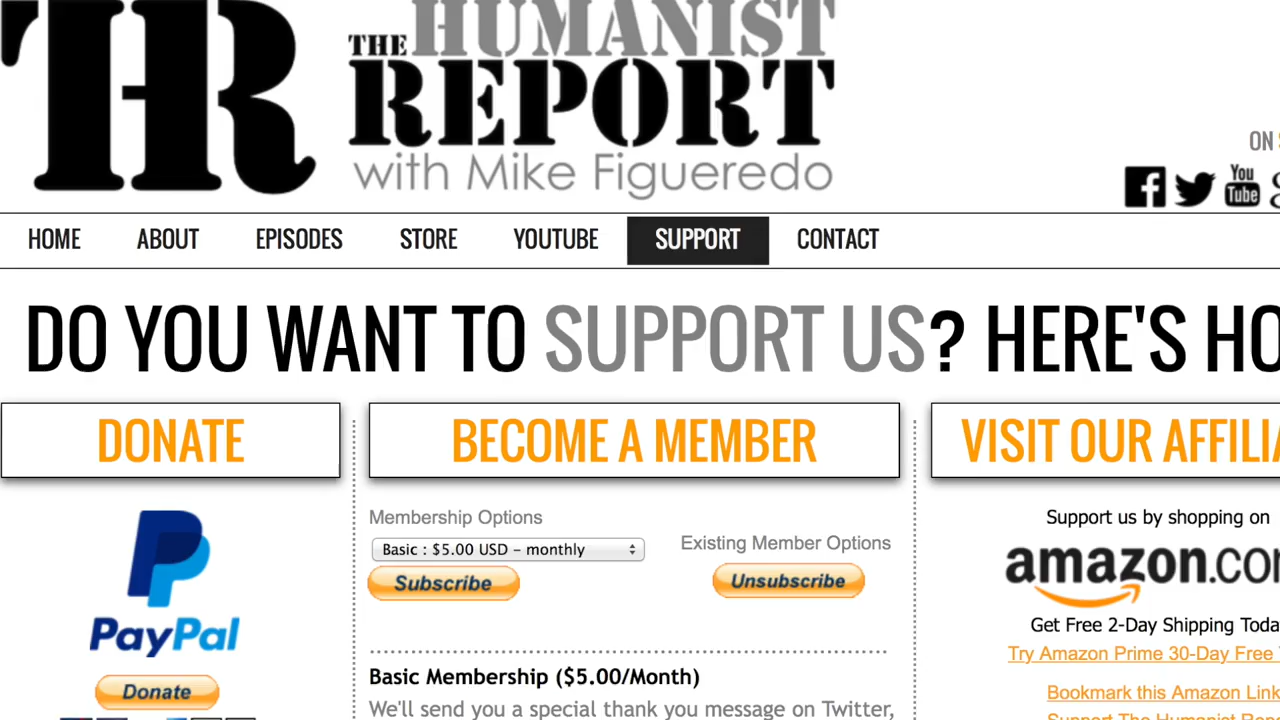 TR
THE HUMANIST
REPORT
with Mike Figueredo
ON
You
Tube
HOME ABOUT EPISODES STORE YOUTUBE SUPPORT CONTACT
DO YOU WANT TO SUPPORT US? HERE'S HO
DONATE
BECOME A MEMBER
VISIT OUR AFFILIA
PayPal
Donate
Membership Options
Basic : $5.00 USD - monthly
Subscribe
Existing Member Options
Unsubscribe
Basic Membership ($5.00/Month)
We'll send you a special thank you message on Twitter,
Support us by shopping on
amazon.co
Get Free 2-Day Shipping Toda
Try Amazon Prime 30-Day Free
Bookmark this Amazon Link